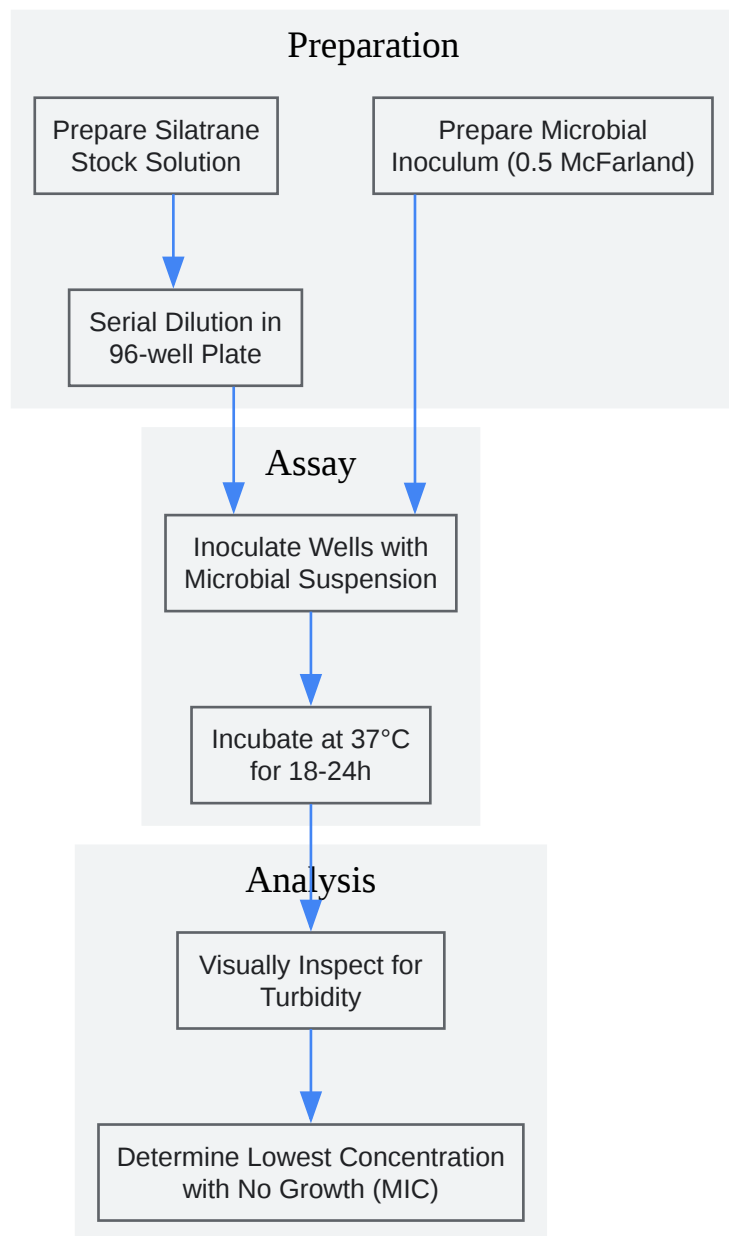 Preparation
Prepare Silatrane
Stock Solution
Prepare Microbial
Inoculum (0.5 McFarland)
Serial Dilution in
96-well Plate
Assay
Inoculate Wells with
Microbial Suspension
Incubate at 37°C
for 18-24h
Analysis
Visually Inspect for
Turbidity
Determine Lowest Concentration
with No Growth (MIC)